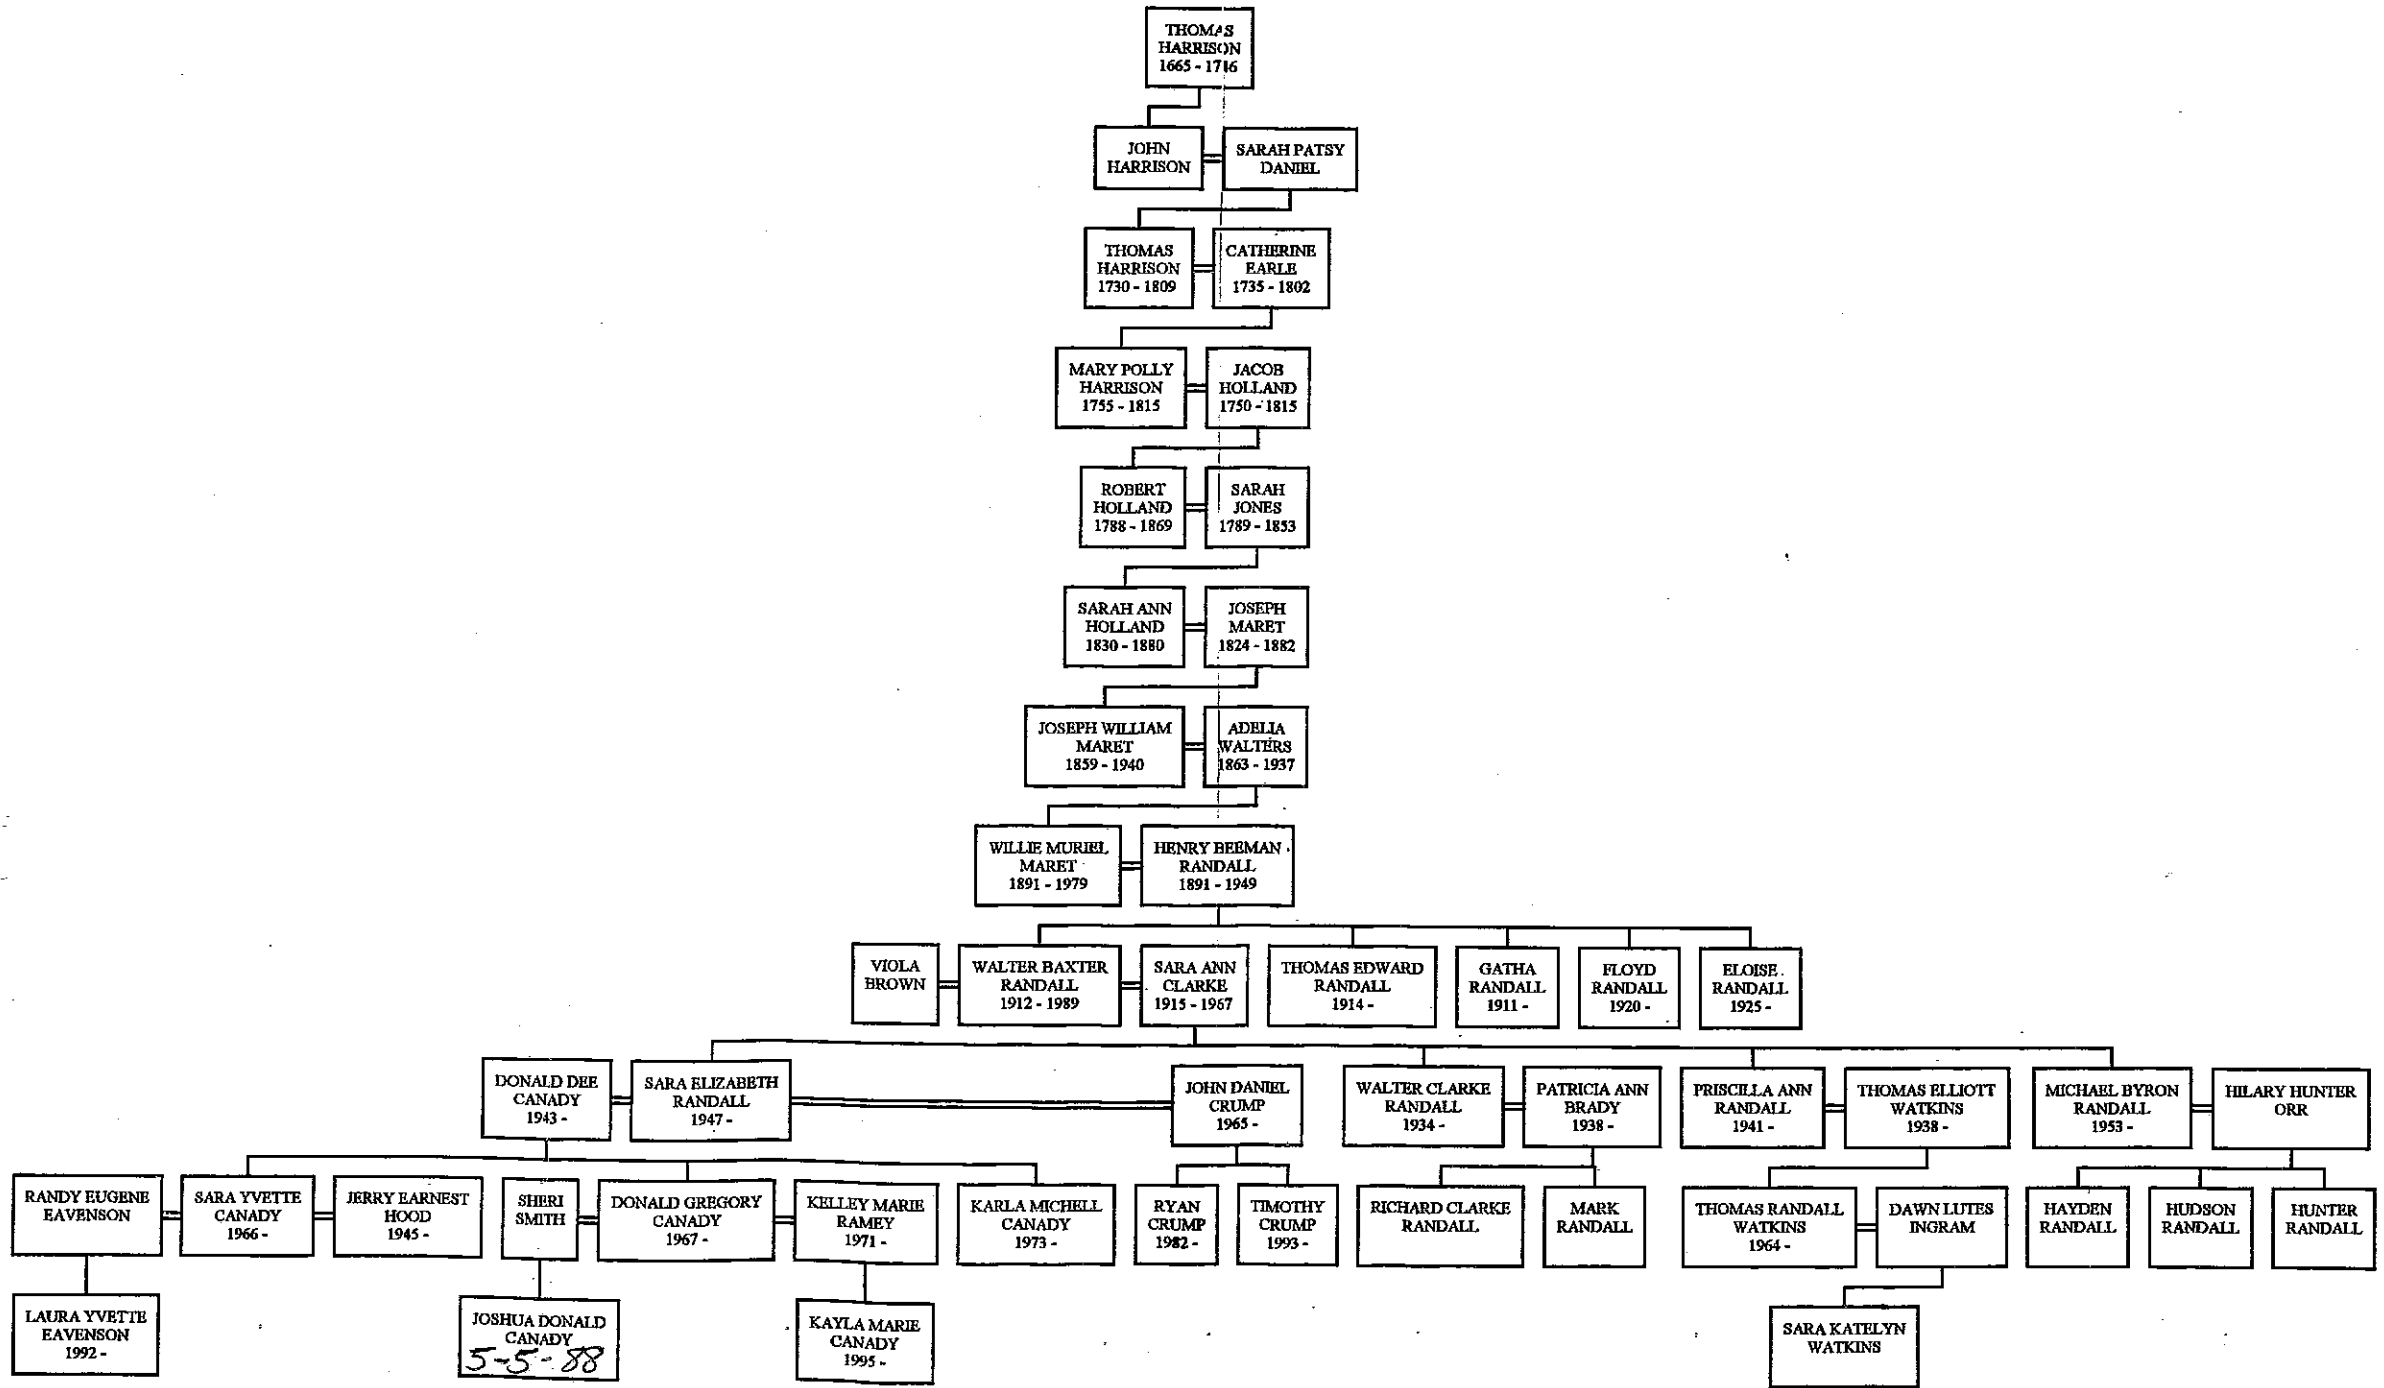 THOMAS
HARRISON
1665 - 1716
JOHN
HARRISON
SARAH PATSY
DANIEL
THOMAS
HARRISON
1730 - 1809
CATHERINE
EARLE
1735 - 1802
MARY POLLY
HARRISON
1755 - 1815
JACOB
HOLLAND
1750 - 1815
ROBERT
HOLLAND
1788 - 1869
SARAH
JONES
1789 - 1853
SARAH ANN
HOLLAND
1830 - 1880
JOSEPH
MARET
1824 - 1882
JOSEPH WILLIAM
MARET
1859 - 1940
ADELIA
WALTERS
1863 - 1937
WILLIE MURIEL
MARET
1891 - 1979
HENRY BEEMAN
RANDALL
1891 - 1949
VIOLA
BROWN
WALTER BAXTER
RANDALL
1912 - 1989
SARA ANN
CLARKE
1915 - 1967
THOMAS EDWARD
RANDALL
1914 -
GATHA
RANDALL
1911 -
FLOYD
RANDALL
1920 -
ELOISE
RANDALL
1925 -
DONALD DEE
CANADY
1943 -
SARA ELIZABETH
RANDALL
1947 -
JOHN DANIEL
CRUMP
1965 -
WALTER CLARKE
RANDALL
1934 -
PATRICIA ANN
BRADY
1938 -
PRISCILLA ANN
RANDALL
1941 -
THOMAS ELLIOTT
WATKINS
1938 -
MICHAEL BYRON
RANDALL
1953 -
HILARY HUNTER
ORR
RANDY EUGENE
EAVENSON
SARA YVETTE
CANADY
1966 -
JERRY EARNEST
HOOD
1945 -
SHERI
SMITH
DONALD GREGORY
CANADY
1967 -
KELLEY MARIE
RAMEY
1971 -
KARLA MICHELL
CANADY
1973 -
RYAN
CRUMP
1982 -
TIMOTHY
CRUMP
1993 -
RICHARD CLARKE
RANDALL
MARK
RANDALL
THOMAS RANDALL
WATKINS
1964 -
DAWN LUTES
INGRAM
HAYDEN
RANDALL
HUDSON
RANDALL
HUNTER
RANDALL
LAURA YVETTE
EAVENSON
1992 -
JOSHUA DONALD
CANADY
5-5-88
KAYLA MARIE
CANADY
1995 -
SARA KATELYN
WATKINS